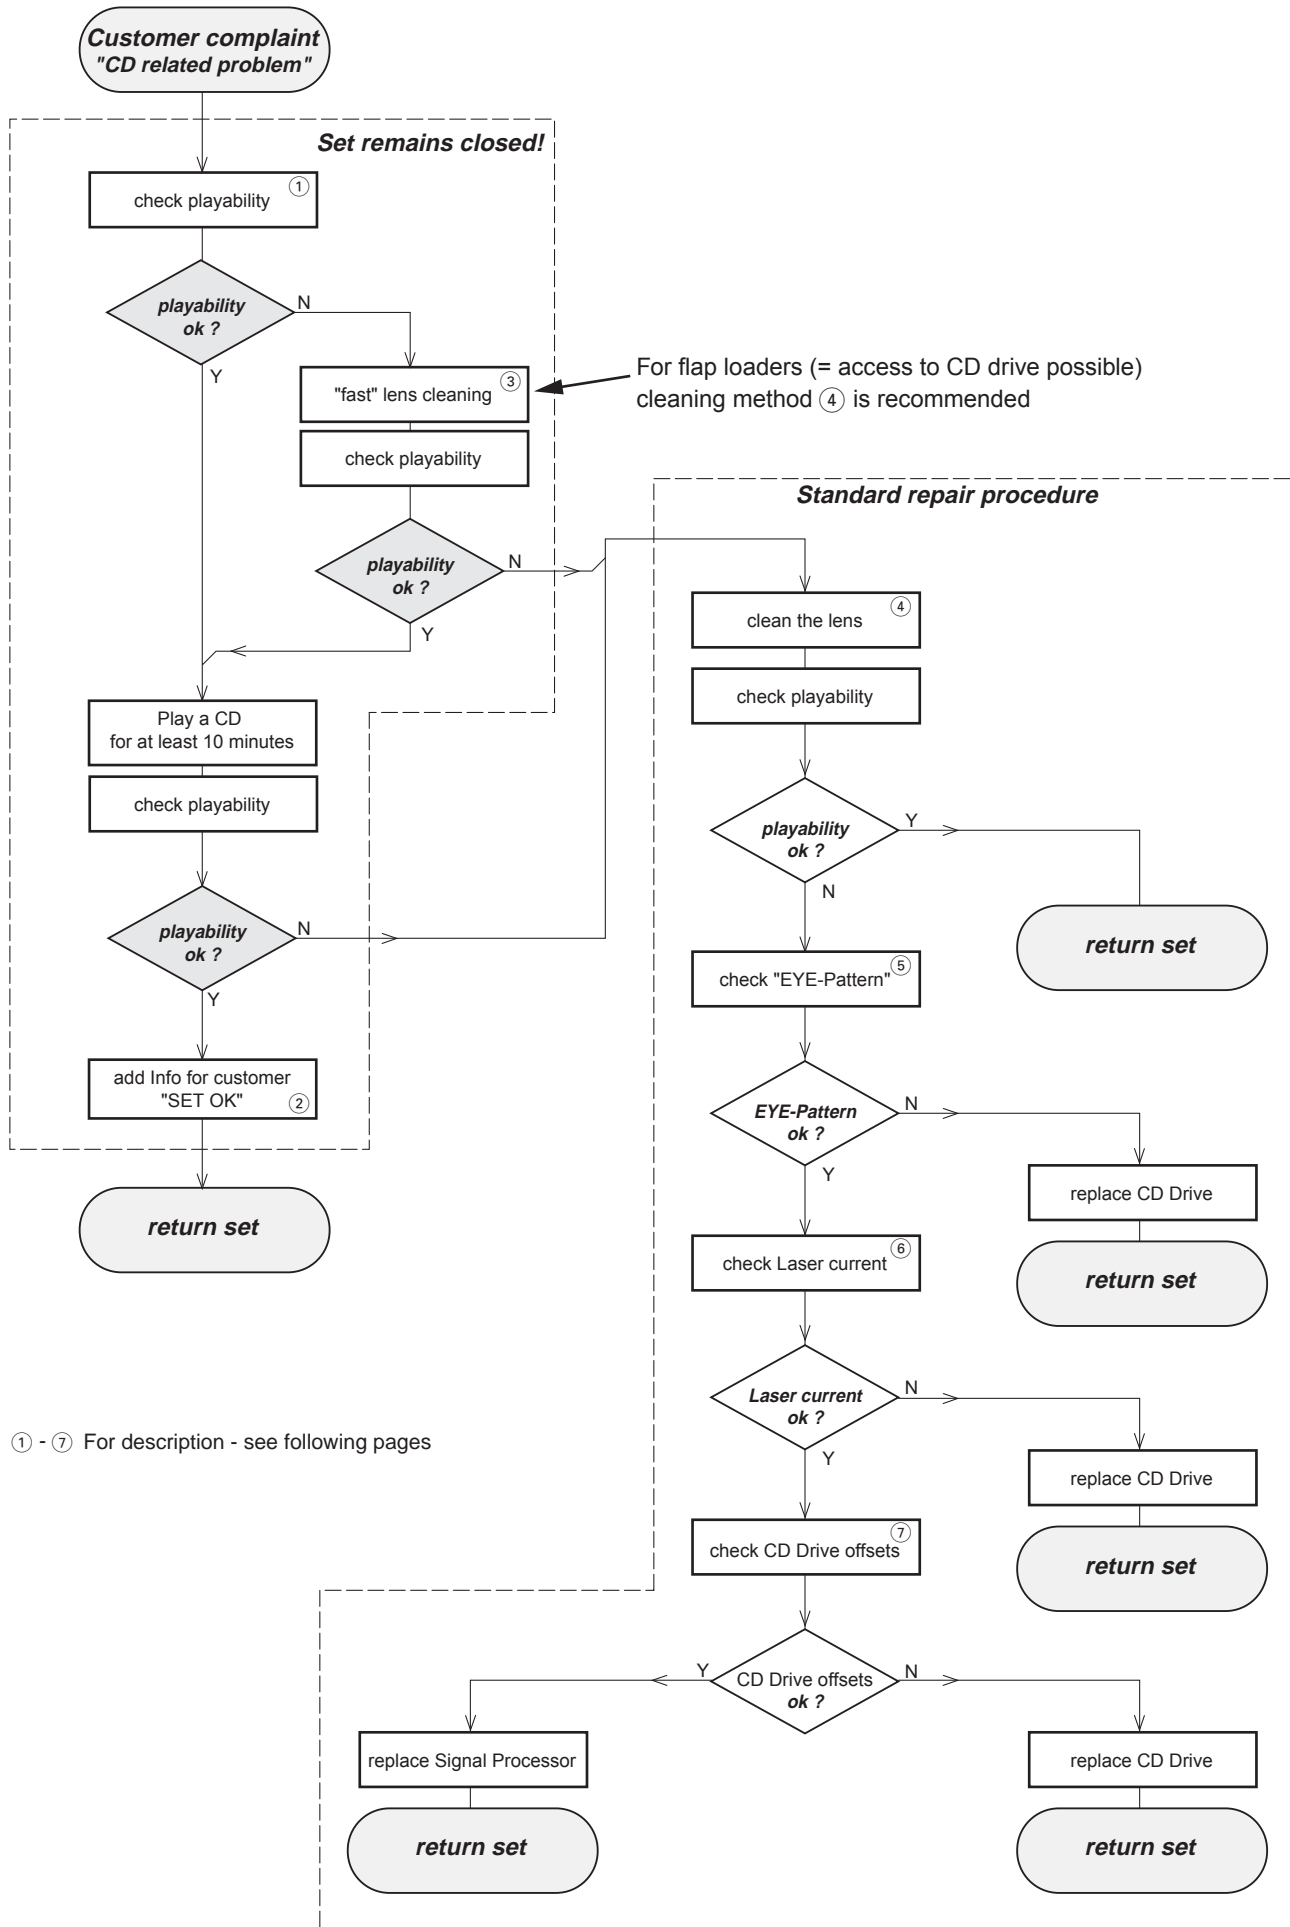 Customer complaint
"CD related problem"
Set remains closed!
1
check playability
playability
ok ?
N
Y
3
"fast" lens cleaning
For flap loaders (= access to CD drive possible)
cleaning method 4 is recommended
check playability
playability
ok ?
N
Y
Play a CD
for at least 10 minutes
check playability
playability
ok ?
N
Y
add Info for customer
"SET OK" 2
return set
Standard repair procedure
4
clean the lens
check playability
playability
ok ?
Y
N
return set
5
check "EYE-Pattern"
EYE-Pattern
ok ?
N
Y
replace CD Drive
return set
6
check Laser current
Laser current
ok ?
N
Y
replace CD Drive
return set
7
check CD Drive offsets
CD Drive offsets
ok ?
Y
N
replace Signal Processor
return set
replace CD Drive
return set
1 - 7 For description - see following pages